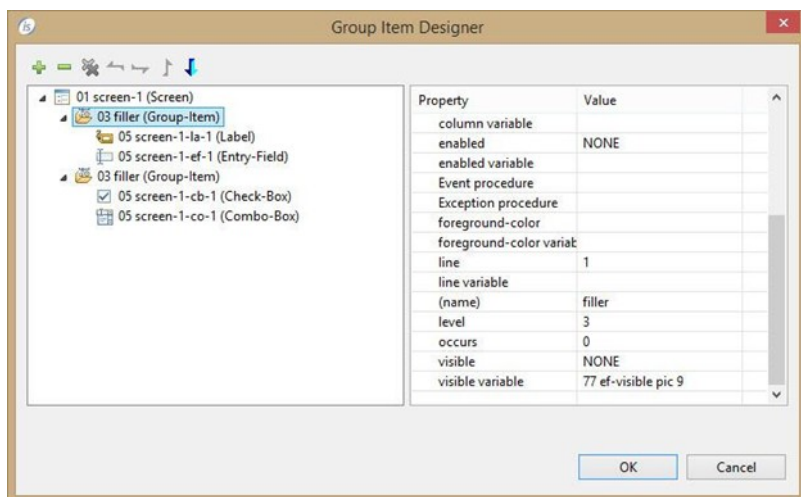 is
Group Item Designer
01 screen-1 (Screen)
03 filler (Group-Item)
05 screen-1-la-1 (Label)
05 screen-1-ef-1 (Entry-Field)
03 filler (Group-Item)
05 screen-1-cb-1 (Check-Box)
05 screen-1-co-1 (Combo-Box)
Property Value
column variable
enabled NONE
enabled variable
Event procedure
Exception procedure
foreground-color
foreground-color variab
line 1
line variable
(name) filler
level 3
occurs 0
visible NONE
visible variable 77 ef-visible pic 9
OK Cancel